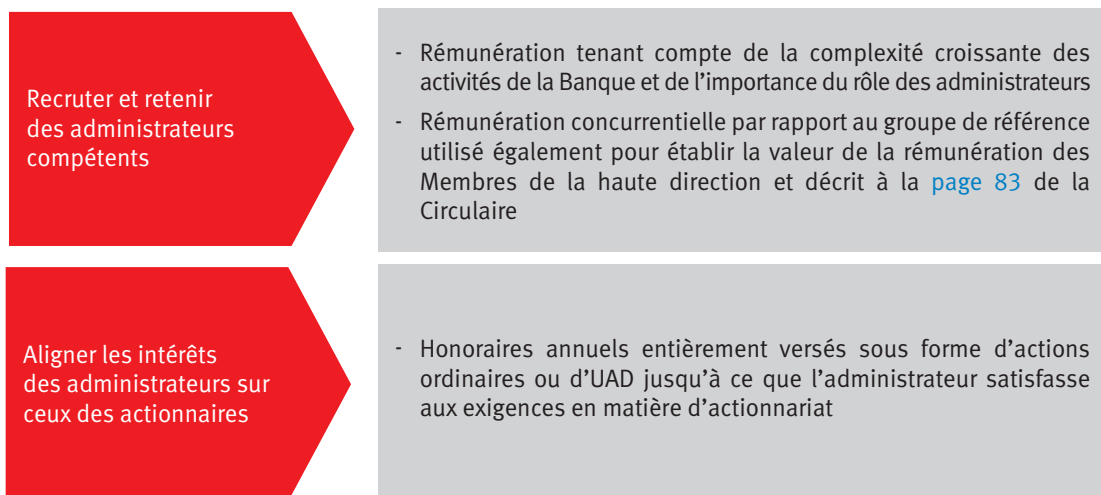 Recruter et retenir
des administrateurs
compétents
- Rémunération tenant compte de la complexité croissante des
activités de la Banque et de l’importance du rôle des administrateurs
- Rémunération concurrentielle par rapport au groupe de référence
utilisé également pour établir la valeur de la rémunération des
Membres de la haute direction et décrit à la page 83 de la
Circulaire
Aligner les intérêts
des administrateurs sur
ceux des actionnaires
- Honoraires annuels entièrement versés sous forme d’actions
ordinaires ou d’UAD jusqu’à ce que l’administrateur satisfasse
aux exigences en matière d’actionnariat